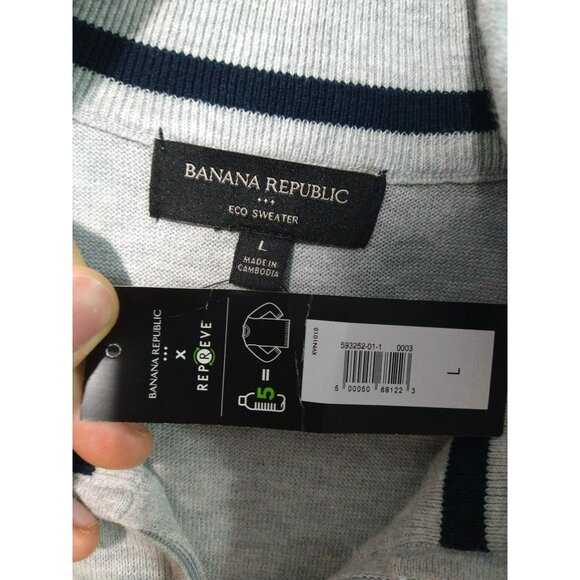 BANANA REPUBLIC
ECO SWEATER
L
MADE IN
CAMBODIA
BANANA REPUBLIC
X
REPREVE
5 =
593252-01-1 0003
XNI1010
5 00050 68122 3
L